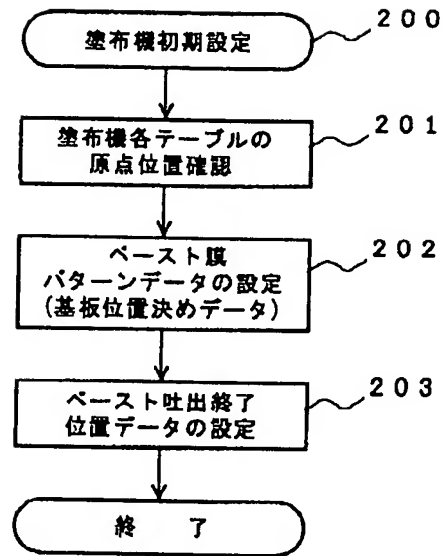 塗布機初期設定
200
塗布機各テーブルの
原点位置確認
201
ペースト膜
パターンデータの設定
(基板位置決めデータ)
202
ペースト吐出終了
位置データの設定
203
終 了